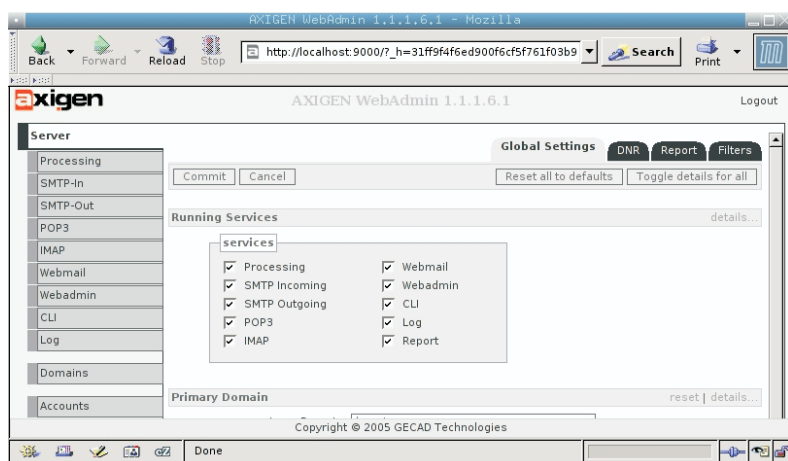 AXIGEN WebAdmin 1.1.1.6.1 - Mozilla
Back Forward Reload Stop http://localhost:9000/?_h=31ff9f4f6ed900f6cf5f761f03b9 Search Print
axigen AXIGEN WebAdmin 1.1.1.6.1 Logout
Server
Processing
SMTP-In
SMTP-Out
POP3
IMAP
Webmail
Webadmin
CLI
Log
Domains
Accounts
Global Settings DNR Report Filters
Commit Cancel Reset all to defaults Toggle details for all
Running Services details...
services
Processing Webmail
SMTP Incoming Webadmin
SMTP Outgoing CLI
POP3 Log
IMAP Report
Primary Domain reset | details...
Copyright © 2005 GECAD Technologies
Done